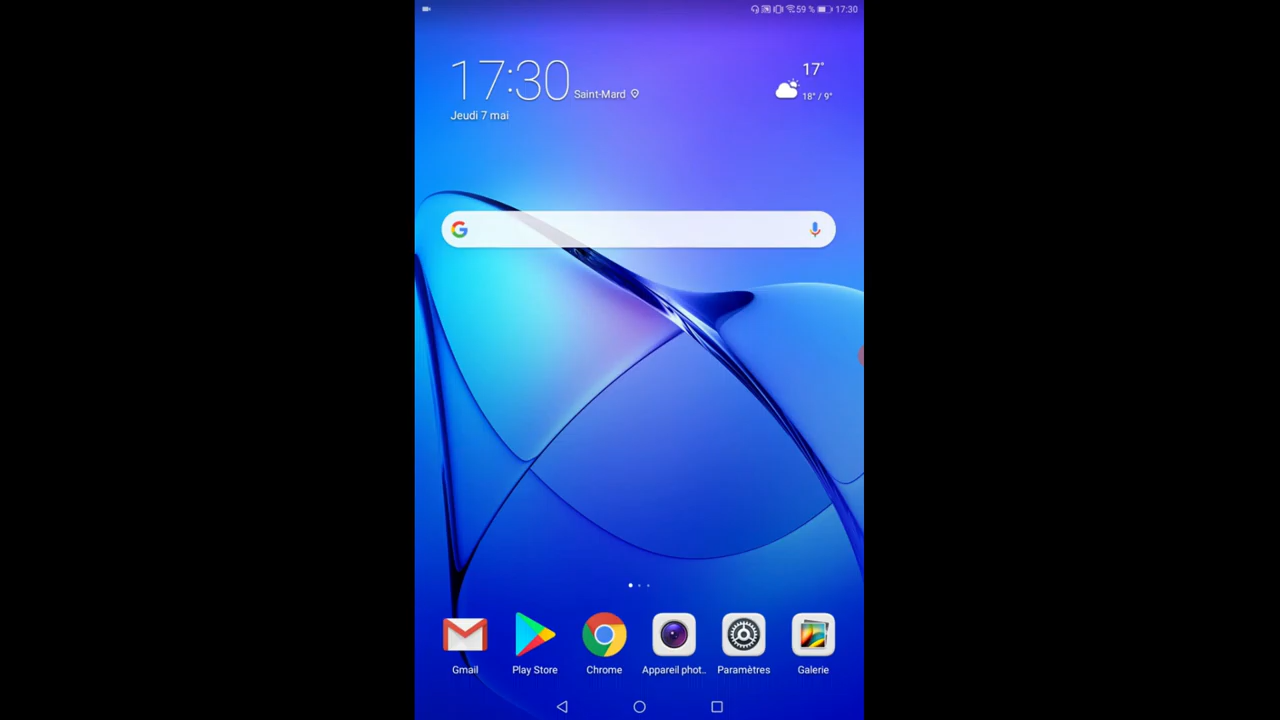 59 % 17:30
17:30
Saint-Mard
Jeudi 7 mai
17°
18° / 9°
Gmail
Play Store
Chrome
Appareil phot..
Paramètres
Galerie